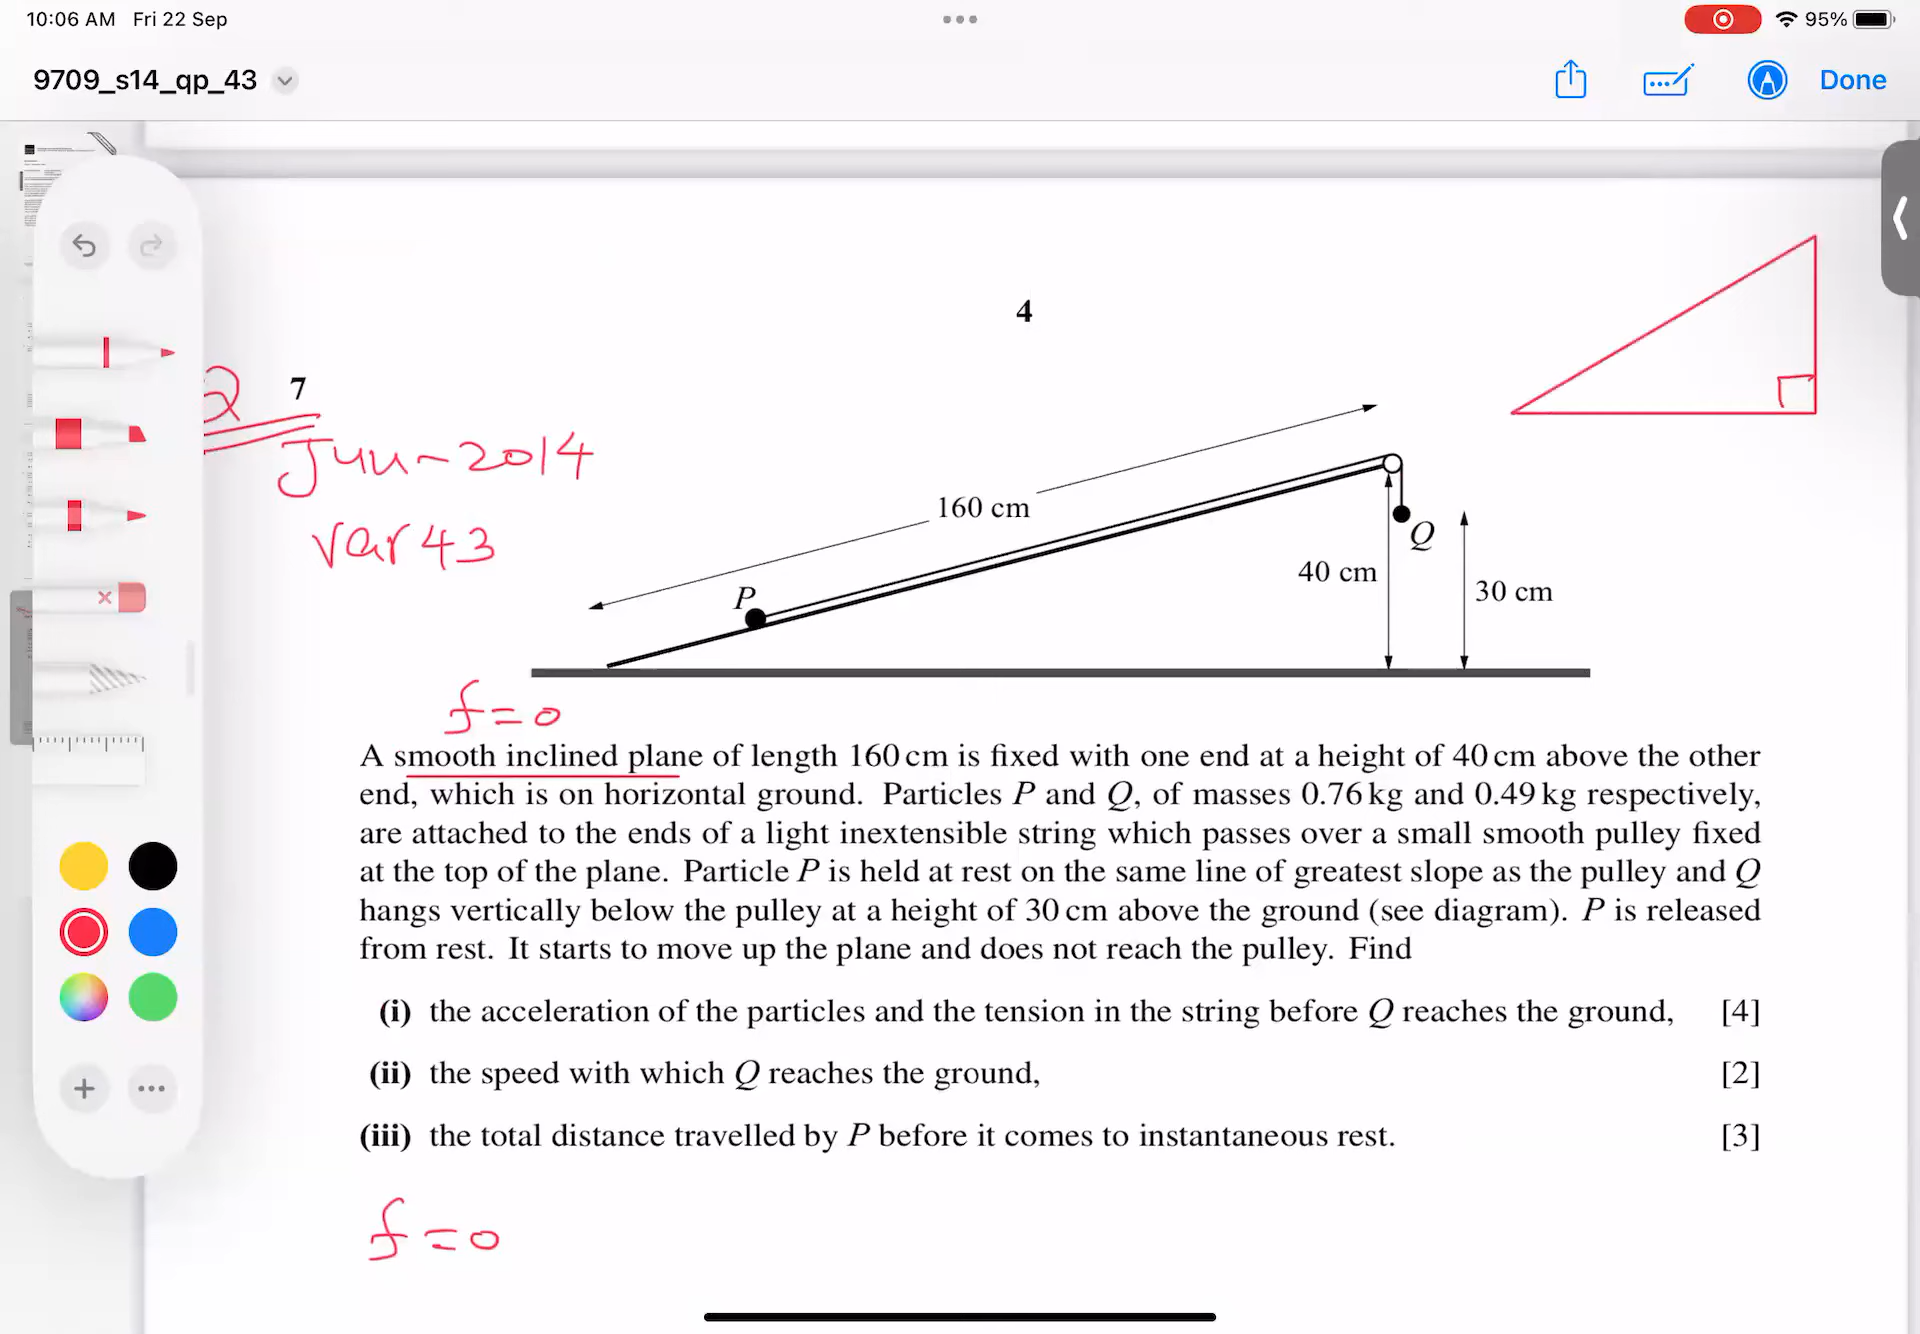 10:06 AM Fri 22 Sep
95%
9709_s14_qp_43
Done
4
Q 7
Jun-2014
var 43
160 cm
P
Q
40 cm
30 cm
f=0
A smooth inclined plane of length 160 cm is fixed with one end at a height of 40 cm above the other
end, which is on horizontal ground. Particles P and Q, of masses 0.76 kg and 0.49 kg respectively,
are attached to the ends of a light inextensible string which passes over a small smooth pulley fixed
at the top of the plane. Particle P is held at rest on the same line of greatest slope as the pulley and Q
hangs vertically below the pulley at a height of 30 cm above the ground (see diagram). P is released
from rest. It starts to move up the plane and does not reach the pulley. Find
(i) the acceleration of the particles and the tension in the string before Q reaches the ground, [4]
(ii) the speed with which Q reaches the ground, [2]
(iii) the total distance travelled by P before it comes to instantaneous rest. [3]
f=0